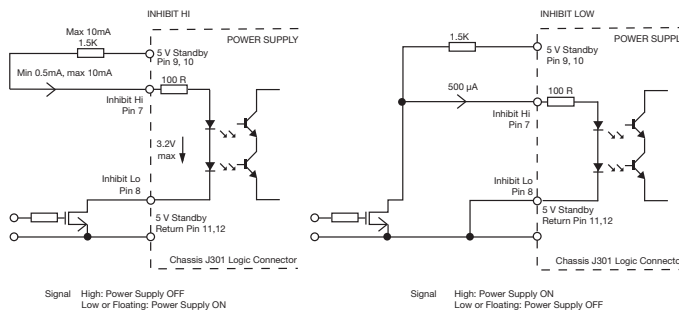 INHIBIT HI
POWER SUPPLY
Max 10mA
1.5K
5 V Standby
Pin 9, 10
Min 0.5mA, max 10mA
100 R
Inhibit Hi
Pin 7
3.2V
max
Inhibit Lo
Pin 8
5 V Standby
Return Pin 11,12
Chassis J301 Logic Connector
Signal High: Power Supply OFF
Low or Floating: Power Supply ON
INHIBIT LOW
POWER SUPPLY
1.5K
5 V Standby
Pin 9, 10
500 µA
100 R
Inhibit Hi
Pin 7
Inhibit Lo
Pin 8
5 V Standby
Return Pin 11,12
Chassis J301 Logic Connector
Signal High: Power Supply ON
Low or Floating: Power Supply OFF